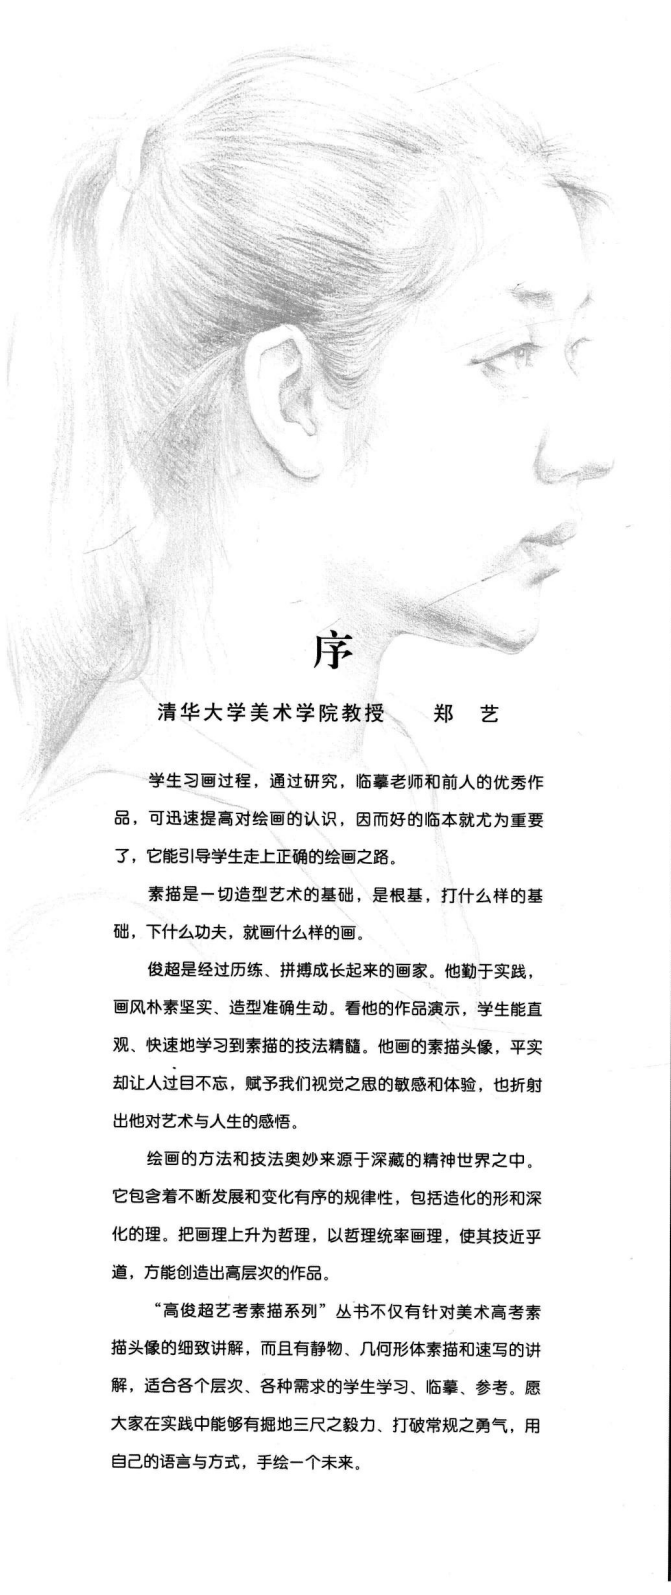 序
清华大学美术学院教授 郑 艺
学生习画过程，通过研究，临摹老师和前人的优秀作
品，可迅速提高对绘画的认识，因而好的临本就尤为重要
了，它能引导学生走上正确的绘画之路。
素描是一切造型艺术的基础，是根基，打什么样的基
础，下什么功夫，就画什么样的画。
俊超是经过历练、拼搏成长起来的画家。他勤于实践，
画风朴素坚实、造型准确生动。看他的作品演示，学生能直
观、快速地学习到素描的技法精髓。他画的素描头像，平实
却让人过目不忘，赋予我们视觉之思的敏感和体验，也折射
出他对艺术与人生的感悟。
绘画的方法和技法奥妙来源于深藏的精神世界之中。
它包含着不断发展和变化有序的规律性，包括造化的形和深
化的理。把画理上升为哲理，以哲理统率画理，使其技近乎
道，方能创造出高层次的作品。
“高俊超艺考素描系列”丛书不仅有针对美术高考素
描头像的细致讲解，而且有静物、几何形体素描和速写的讲
解，适合各个层次、各种需求的学生学习、临摹、参考。愿
大家在实践中能够有掘地三尺之毅力、打破常规之勇气，用
自己的语言与方式，手绘一个未来。